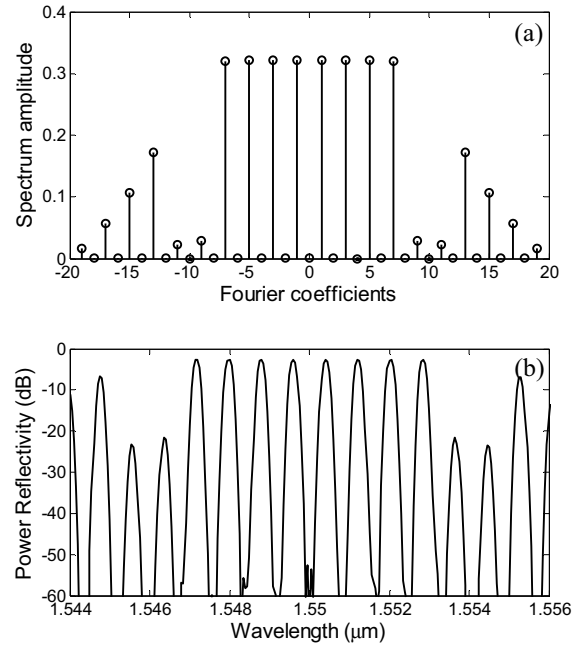 (a)
Spectrum amplitude
0.4
0.3
0.2
0.1
0
-20 -15 -10 -5 0 5 10 15 20
Fourier coefficients
(b)
Power Reflectivity (dB)
0
-10
-20
-30
-40
-50
-60
1.544 1.546 1.548 1.55 1.552 1.554 1.556
Wavelength (μm)